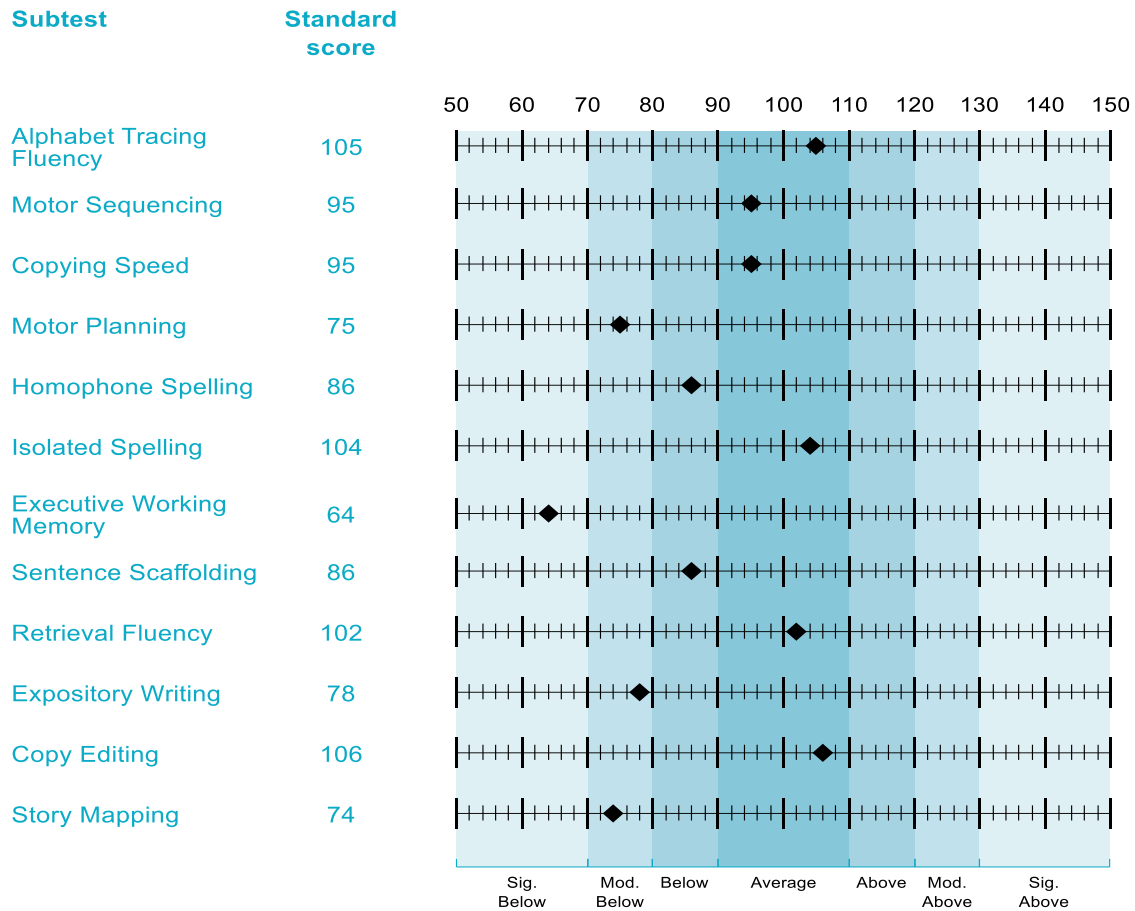 Subtest Standard
score
50 60 70 80 90 100 110 120 130 140 150
Alphabet Tracing
Fluency 105
Motor Sequencing 95
Copying Speed 95
Motor Planning 75
Homophone Spelling 86
Isolated Spelling 104
Executive Working
Memory 64
Sentence Scaffolding 86
Retrieval Fluency 102
Expository Writing 78
Copy Editing 106
Story Mapping 74
Sig. Mod. Below Average Above Mod. Sig.
Below Below Above Above